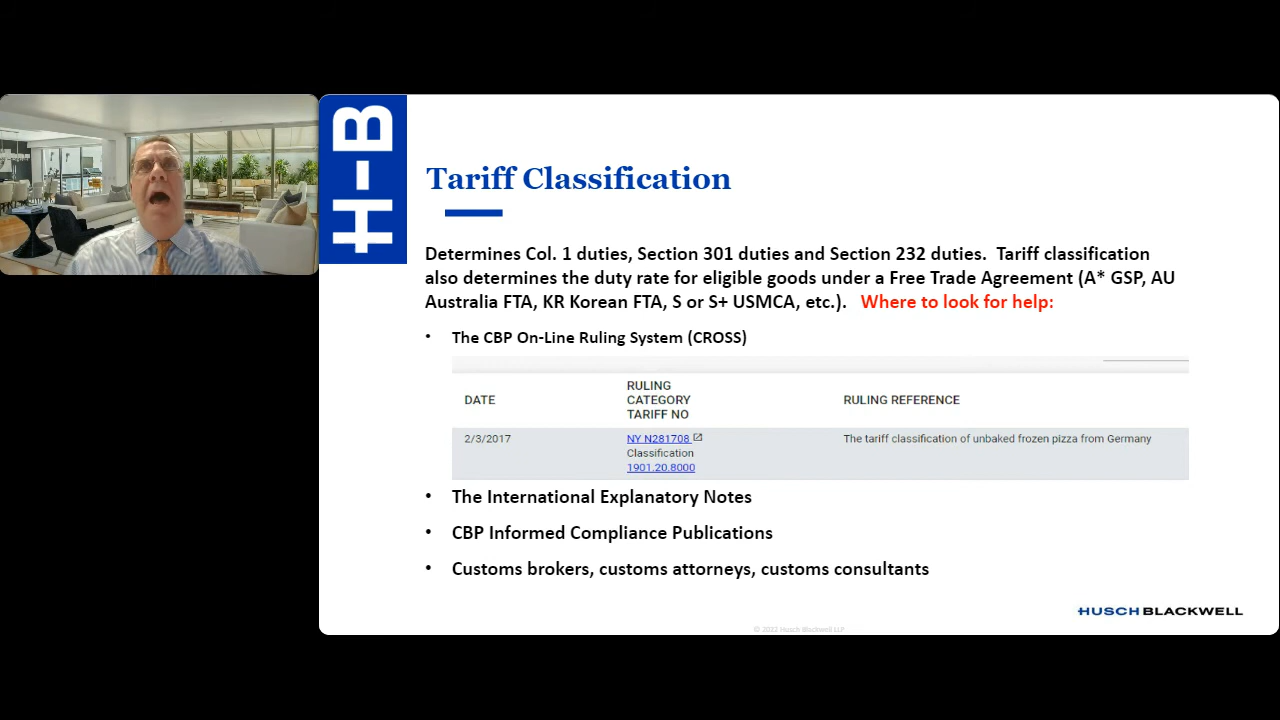 H-B
Tariff Classification
Determines Col. 1 duties, Section 301 duties and Section 232 duties.  Tariff classification
also determines the duty rate for eligible goods under a Free Trade Agreement (A* GSP, AU
Australia FTA, KR Korean FTA, S or S+ USMCA, etc.).   Where to look for help:
• The CBP On-Line Ruling System (CROSS)
DATE
RULING
CATEGORY
TARIFF NO
RULING REFERENCE
2/3/2017
NY N281708
Classification
1901.20.8000
The tariff classification of unbaked frozen pizza from Germany
• The International Explanatory Notes
• CBP Informed Compliance Publications
• Customs brokers, customs attorneys, customs consultants
HUSCH BLACKWELL
© 2022 Husch Blackwell LLP